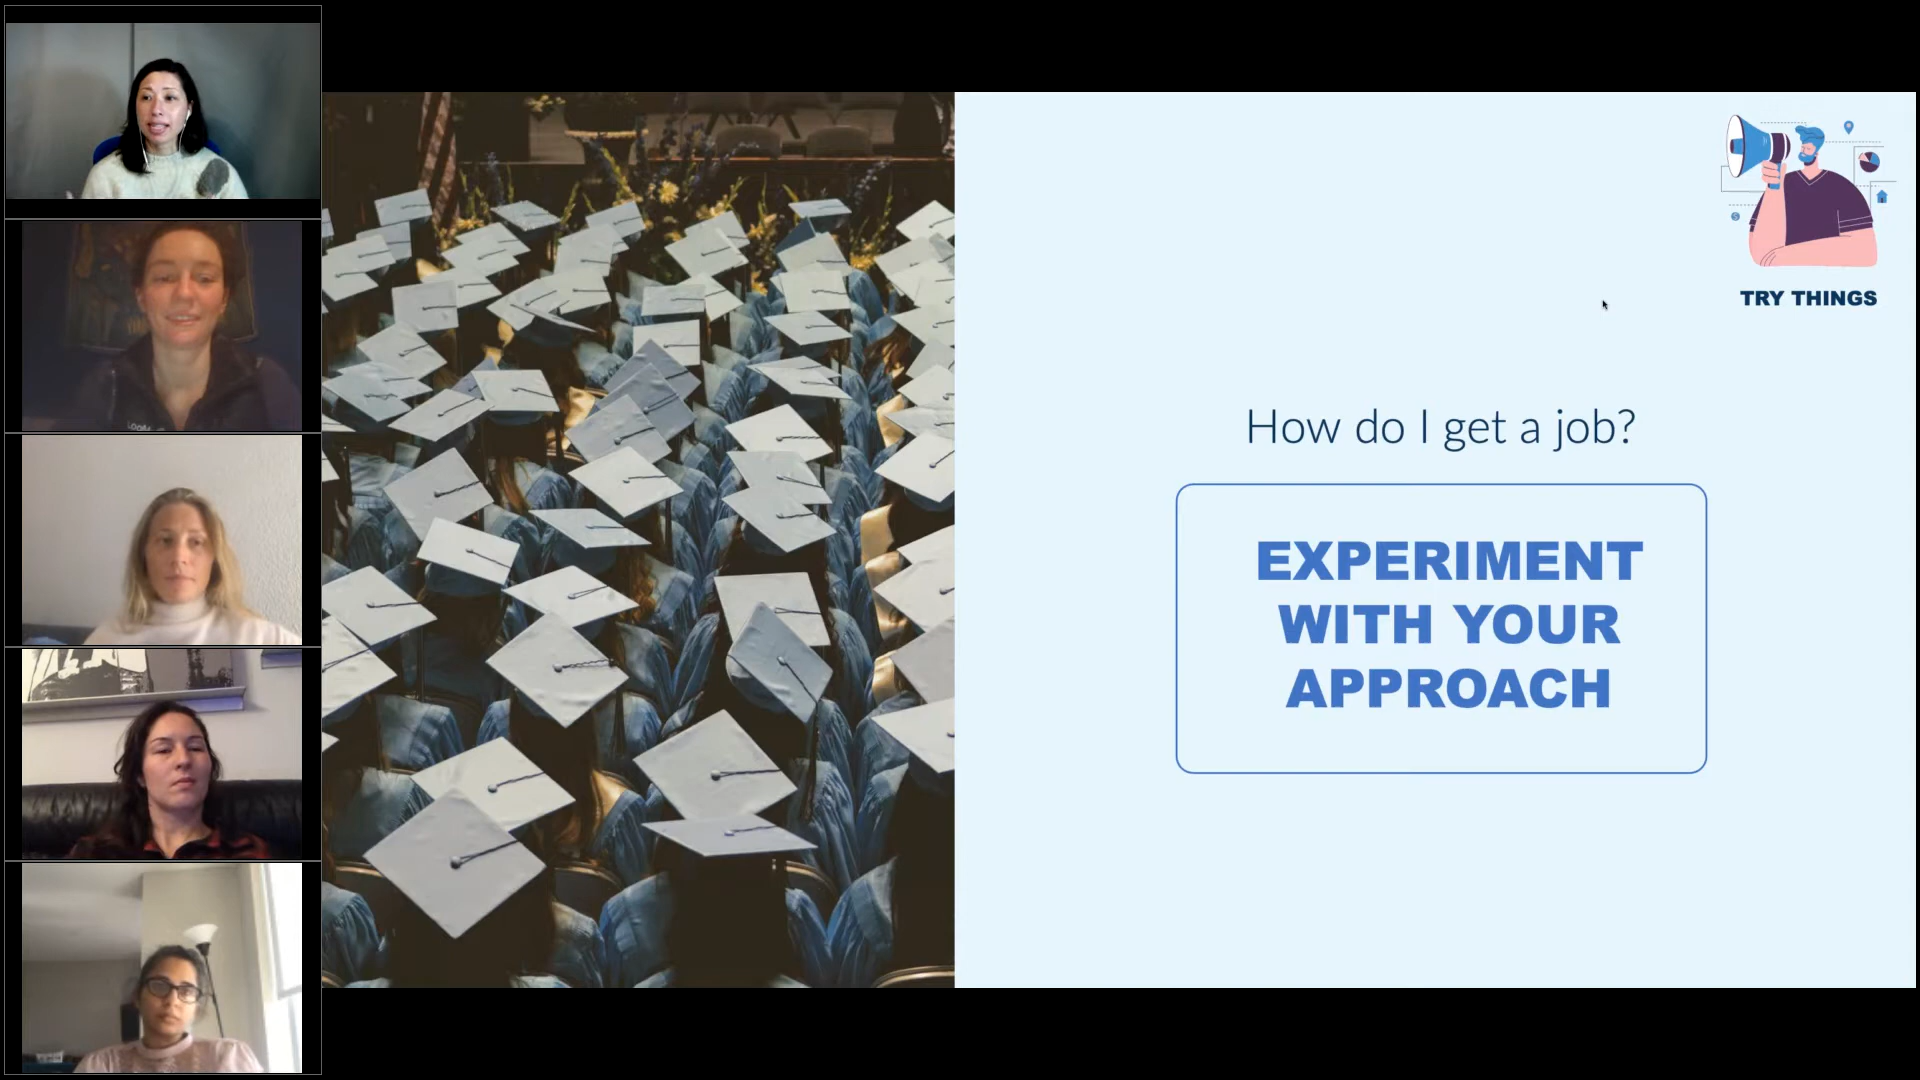 TRY THINGS
How do I get a job?
EXPERIMENT
WITH YOUR
APPROACH